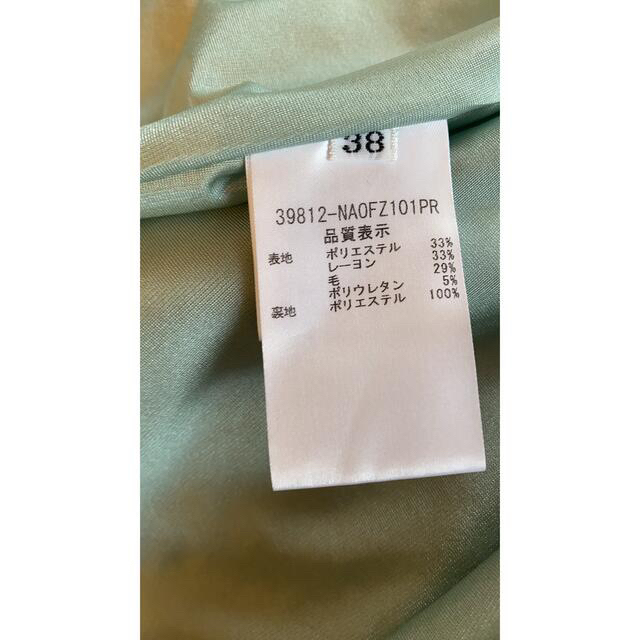 38
39812-NAOFZ101PR
品質表示
表地 ポリエステル 33%
レーヨン 33%
毛 29%
ポリウレタン 5%
裏地 ポリエステル 100%